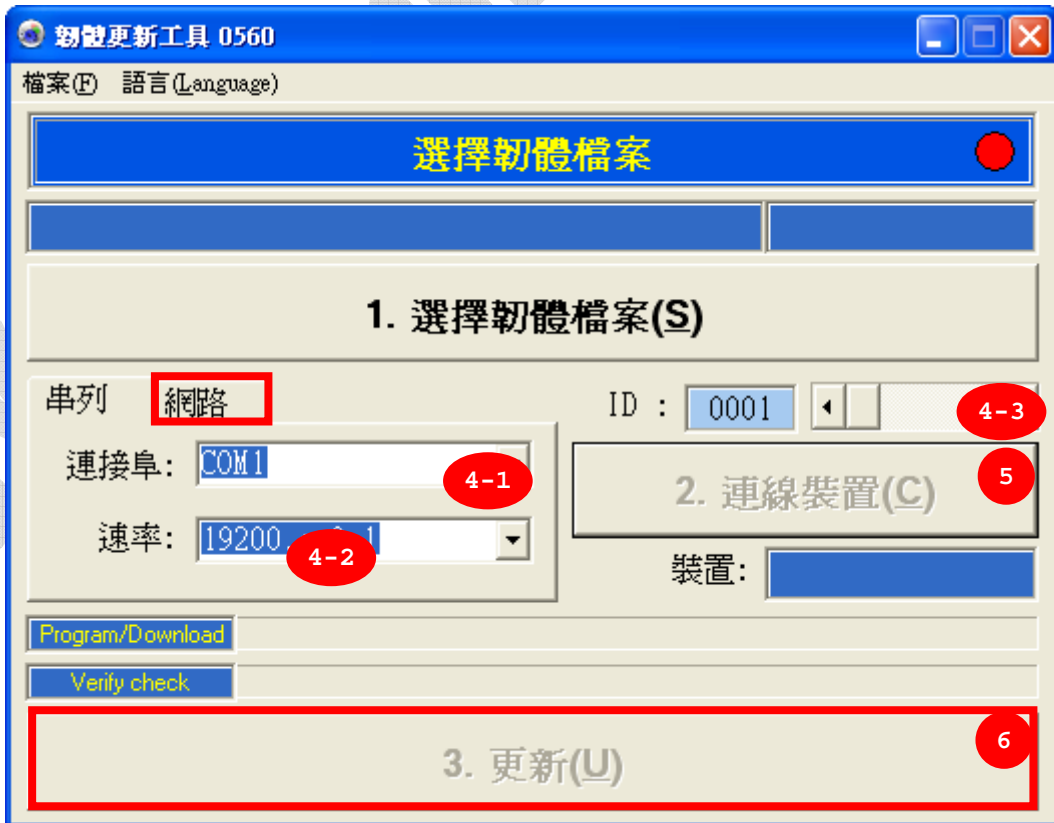 韌體更新工具 0560
檔案(F) 語言(Language)
選擇韌體檔案
1. 選擇韌體檔案(S)
串列 網路
ID : 0001
4-3
連接阜: COM1
4-1
2. 連線裝置(C)
5
速率: 19200
4-2
裝置:
Program/Download
Verify check
3. 更新(U)
6